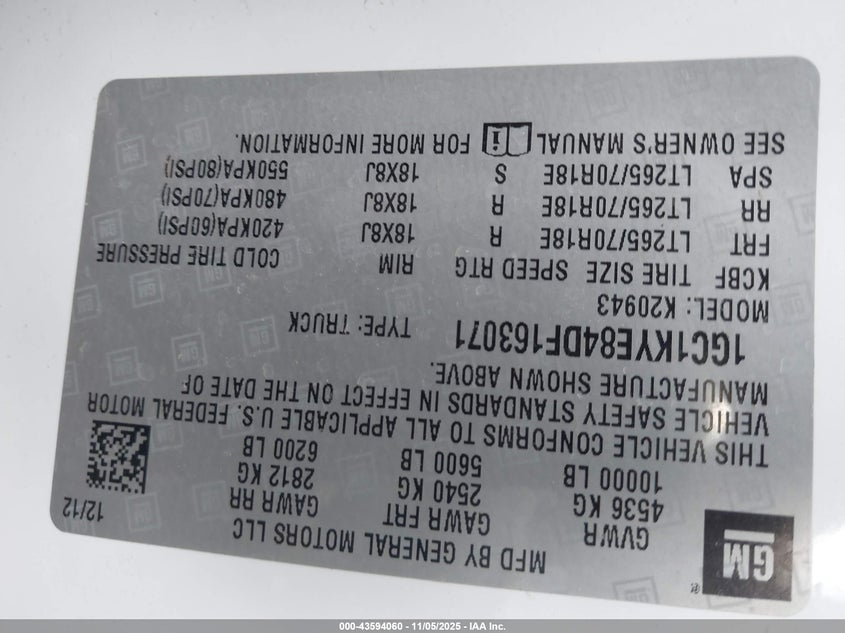 GM
®
MFD BY GENERAL MOTORS LLC
12/12
GVWR GAWR FRT GAWR RR
4536 KG 2540 KG 2812 KG
10000 LB 5600 LB 6200 LB
THIS VEHICLE CONFORMS TO ALL APPLICABLE U.S. FEDERAL MOTOR
VEHICLE SAFETY STANDARDS IN EFFECT ON THE DATE OF
MANUFACTURE SHOWN ABOVE.
1GC1KYE84DF163071 TYPE: TRUCK
MODEL: K20943
KCBF TIRE SIZE SPEED RTG RIM COLD TIRE PRESSURE
FRT LT265/70R18E R 18X8J 420KPA(60PSI)
RR LT265/70R18E R 18X8J 480KPA(70PSI)
SPA LT265/70R18E S 18X8J 550KPA(80PSI)
SEE OWNER'S MANUAL i FOR MORE INFORMATION.
000-43594060 - 11/05/2025 - IAA Inc.